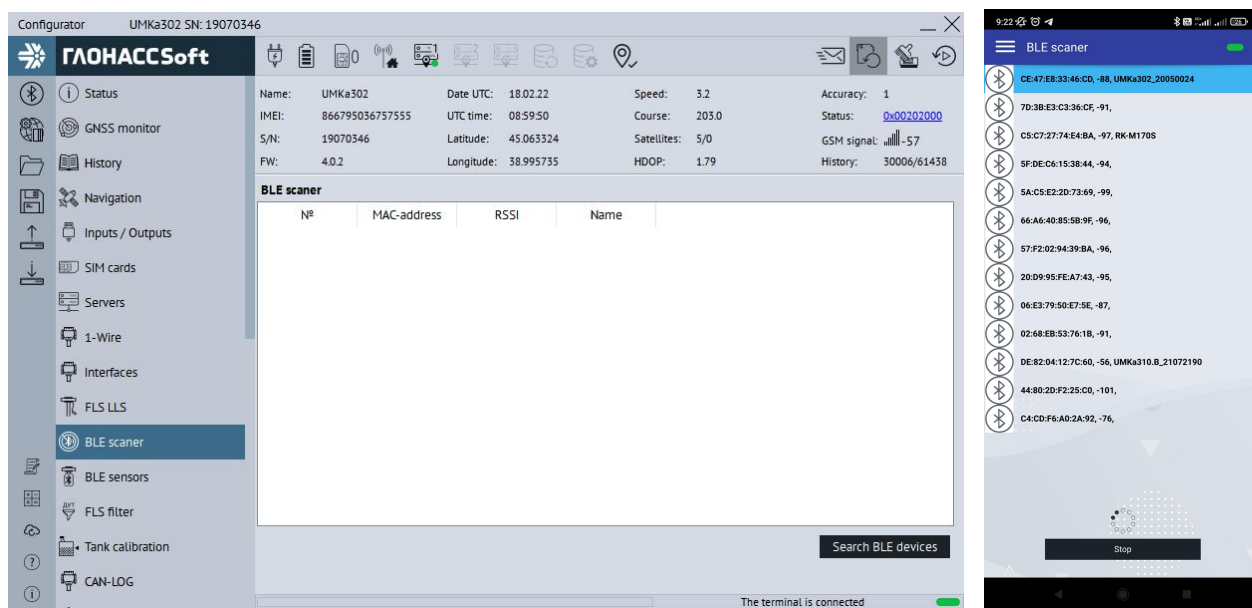 Configurator UMKa302 SN: 19070346
ГЛОНАССSoft
0
Status
GNSS monitor
History
Navigation
Inputs / Outputs
SIM cards
Servers
1-Wire
Interfaces
FLS LLS
BLE scaner
BLE sensors
FLS filter
Tank calibration
CAN-LOG
Name: UMKa302 Date UTC: 18.02.22 Speed: 3.2 Accuracy: 1
IMEI: 866795036757555 UTC time: 08:59:50 Course: 203.0 Status: 0x00202000
S/N: 19070346 Latitude: 45.063324 Satellites: 5/0 GSM signal: -57
FW: 4.0.2 Longitude: 38.995735 HDOP: 1.79 History: 30006/61438
BLE scaner
№ MAC-address RSSI Name
Search BLE devices
The terminal is connected
9:22
BLE scaner
CE:47:E8:33:46:CD, -88, UMKa302_20050024
7D:3B:E3:C3:36:CF, -91,
C5:C7:27:74:E4:BA, -97, RK-M170S
5F:DE:C6:15:38:44, -94,
5A:C5:E2:2D:73:69, -99,
66:A6:40:85:5B:9F, -96,
57:F2:02:94:39:BA, -96,
20:D9:95:FE:A7:43, -95,
06:E3:79:50:E7:5E, -87,
02:68:EB:53:76:1B, -91,
DE:82:04:12:7C:60, -56, UMKa310.B_21072190
44:80:2D:F2:25:C0, -101,
C4:CD:F6:A0:2A:92, -76,
Stop